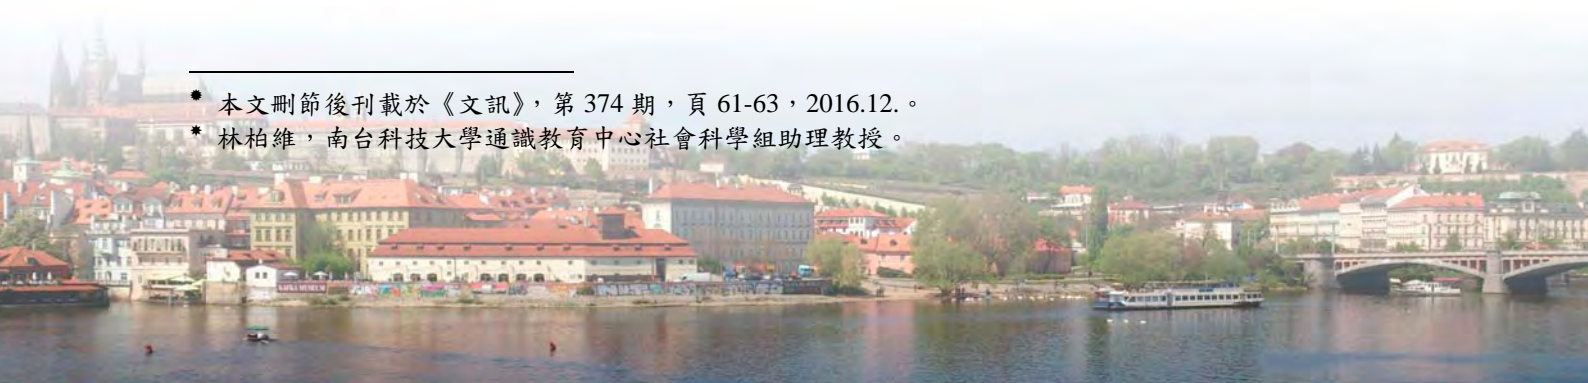 * 本文刪節後刊載於《文訊》，第 374 期，頁 61-63，2016.12.。
* 林柏維，南台科技大學通識教育中心社會科學組助理教授。
KAFKA MUSEUM